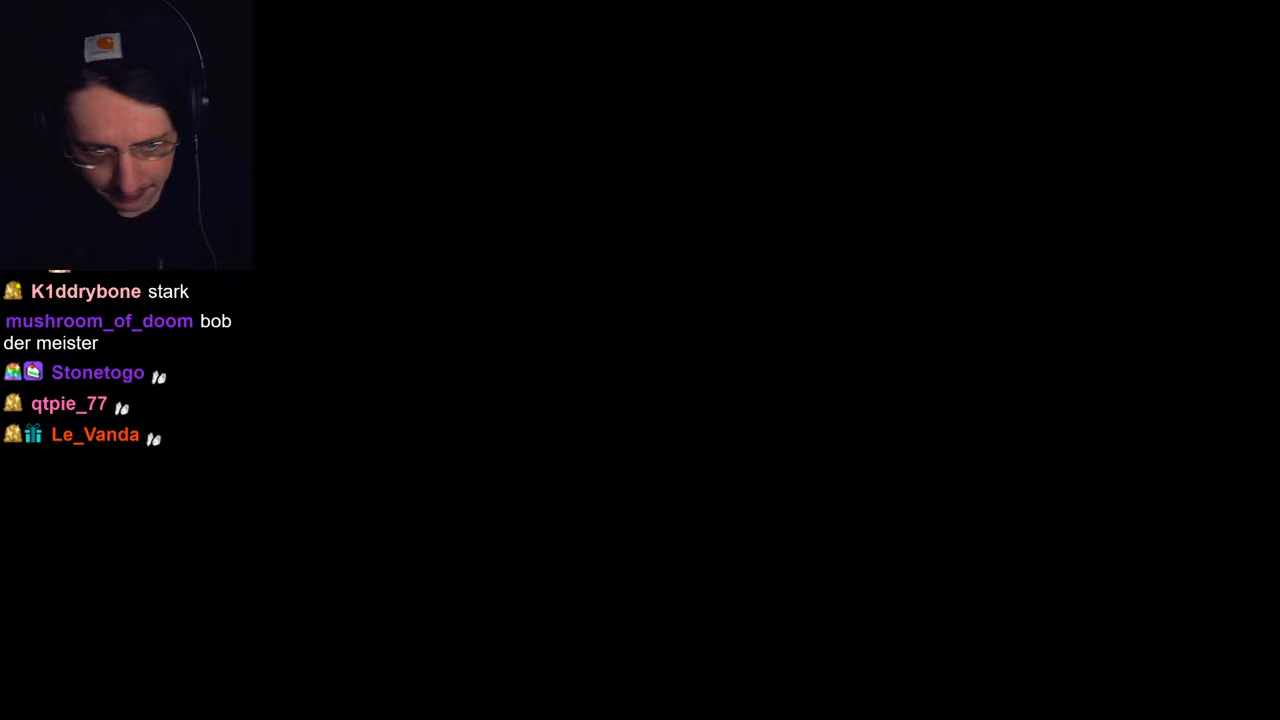 K1ddrybone stark
mushroom_of_doom bob
der meister
Stonetogo
qtpie_77
Le_Vanda